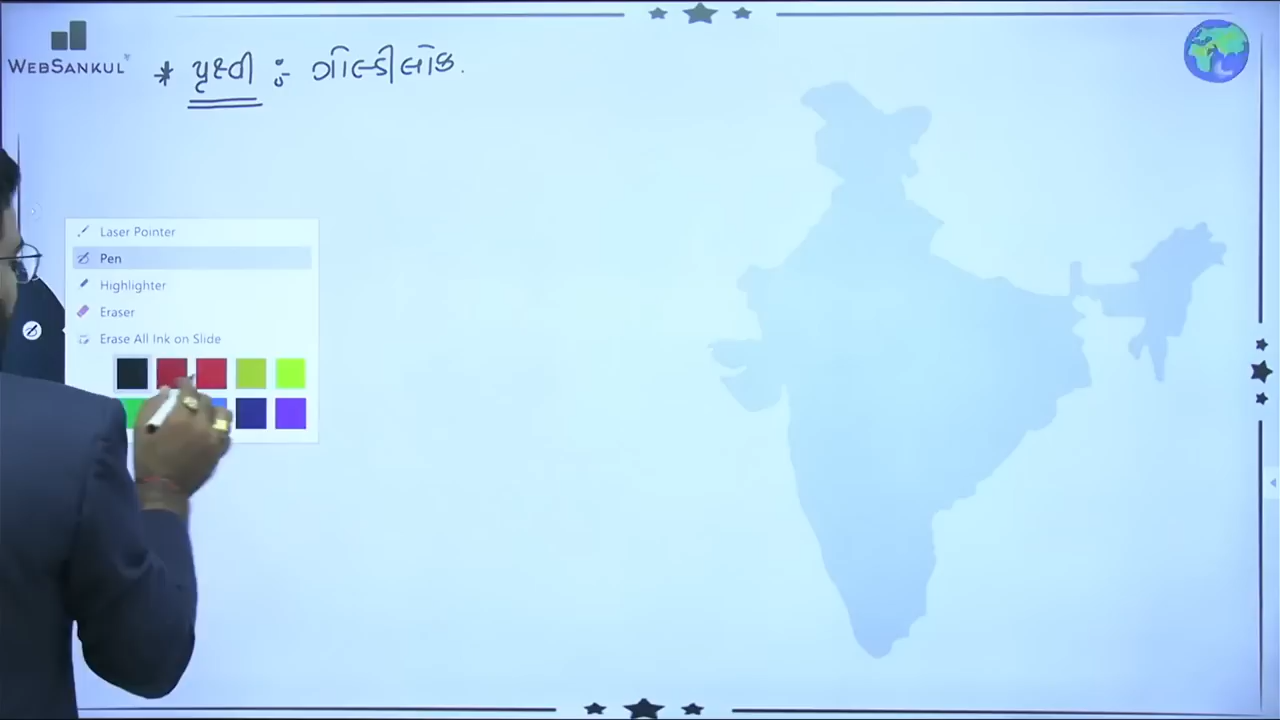 WEBSANKUL
* પૃથ્વી :- ગોલ્ડીલોક.
Laser Pointer
Pen
Highlighter
Eraser
Erase All Ink on Slide